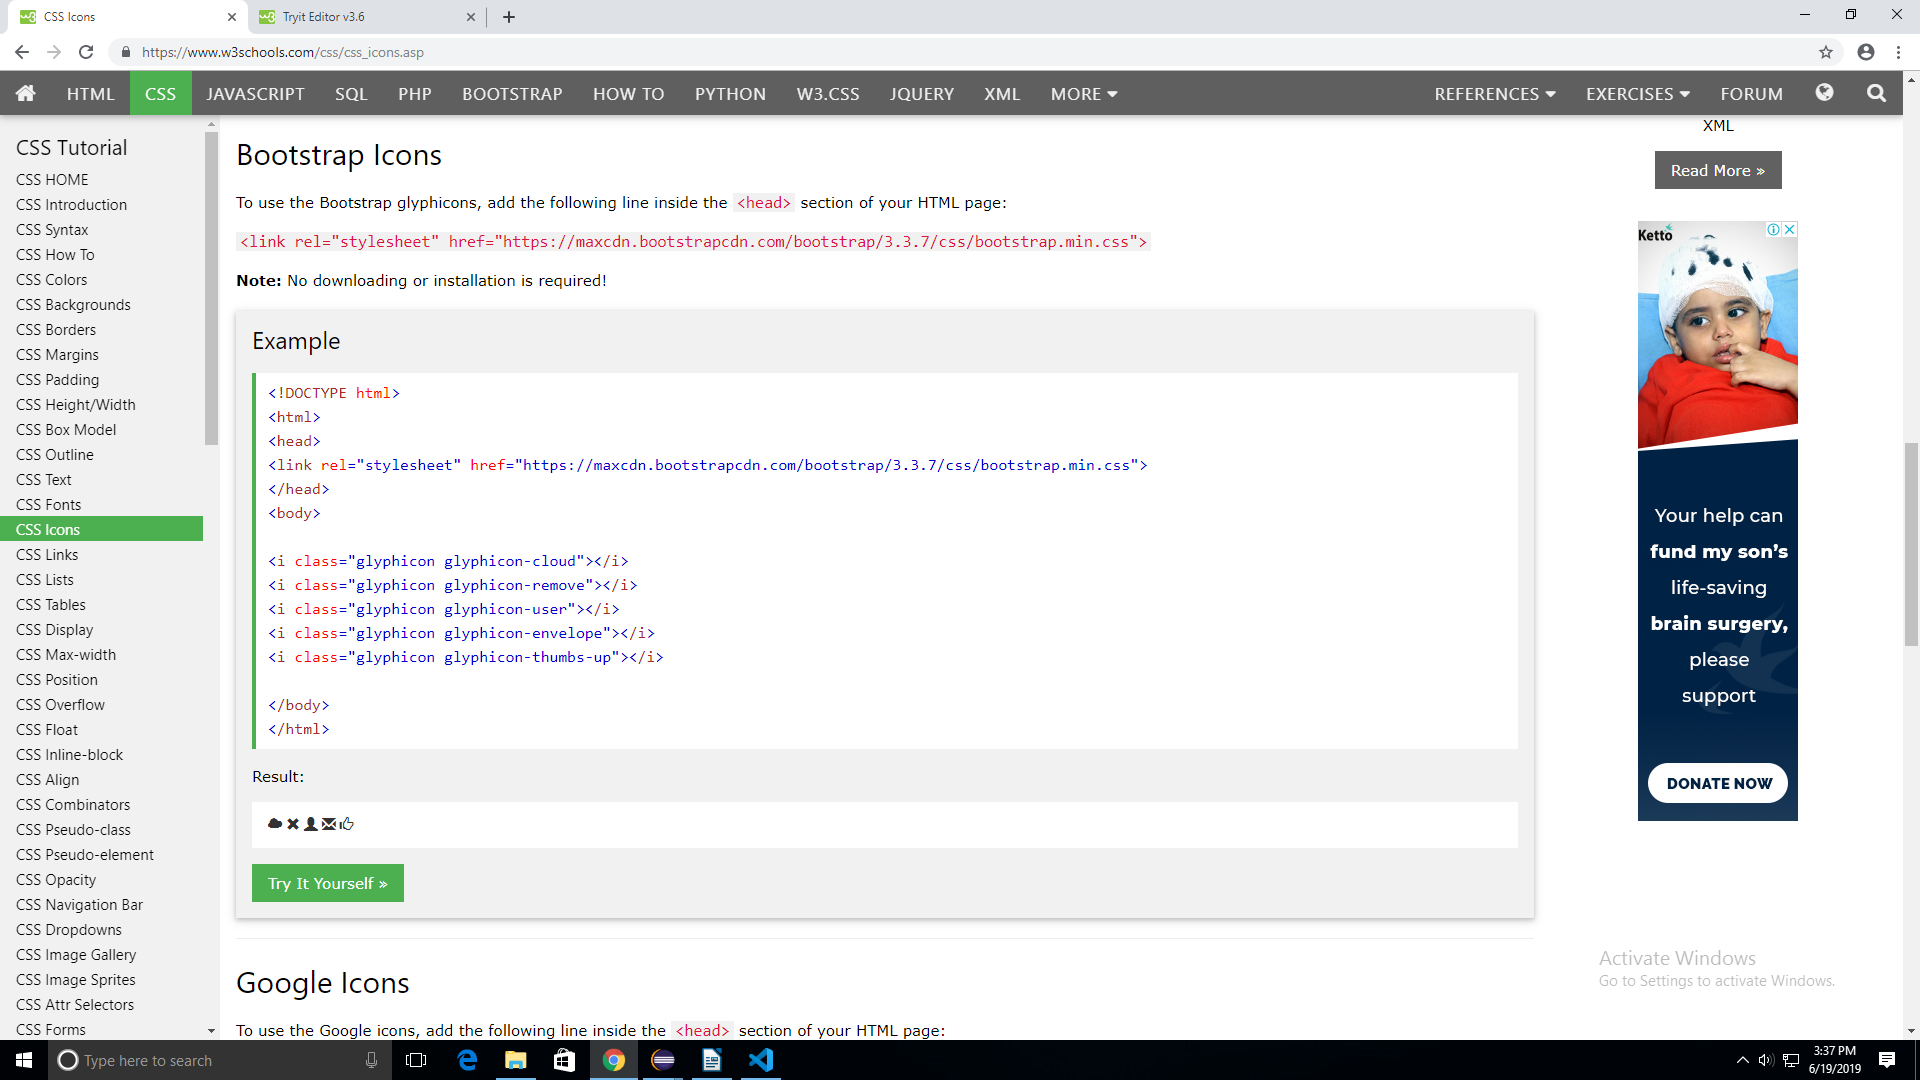 CSS Icons
Tryit Editor v3.6
https://www.w3schools.com/css/css_icons.asp
HTML CSS JAVASCRIPT SQL PHP BOOTSTRAP HOW TO PYTHON W3.CSS JQUERY XML MORE REFERENCES EXERCISES FORUM
CSS Tutorial
CSS HOME
CSS Introduction
CSS Syntax
CSS How To
CSS Colors
CSS Backgrounds
CSS Borders
CSS Margins
CSS Padding
CSS Height/Width
CSS Box Model
CSS Outline
CSS Text
CSS Fonts
CSS Icons
CSS Links
CSS Lists
CSS Tables
CSS Display
CSS Max-width
CSS Position
CSS Overflow
CSS Float
CSS Inline-block
CSS Align
CSS Combinators
CSS Pseudo-class
CSS Pseudo-element
CSS Opacity
CSS Navigation Bar
CSS Dropdowns
CSS Image Gallery
CSS Image Sprites
CSS Attr Selectors
CSS Forms
Bootstrap Icons
To use the Bootstrap glyphicons, add the following line inside the <head> section of your HTML page:
<link rel="stylesheet" href="https://maxcdn.bootstrapcdn.com/bootstrap/3.3.7/css/bootstrap.min.css">
Note: No downloading or installation is required!
Example
<!DOCTYPE html>
<html>
<head>
<link rel="stylesheet" href="https://maxcdn.bootstrapcdn.com/bootstrap/3.3.7/css/bootstrap.min.css">
</head>
<body>
<i class="glyphicon glyphicon-cloud"></i>
<i class="glyphicon glyphicon-remove"></i>
<i class="glyphicon glyphicon-user"></i>
<i class="glyphicon glyphicon-envelope"></i>
<i class="glyphicon glyphicon-thumbs-up"></i>
</body>
</html>
Result:
Try It Yourself »
Google Icons
To use the Google icons, add the following line inside the <head> section of your HTML page:
XML
Read More »
Ketto
Your help can
fund my son's
life-saving
brain surgery,
please
support
DONATE NOW
Activate Windows
Go to Settings to activate Windows.
Type here to search
3:37 PM
6/19/2019